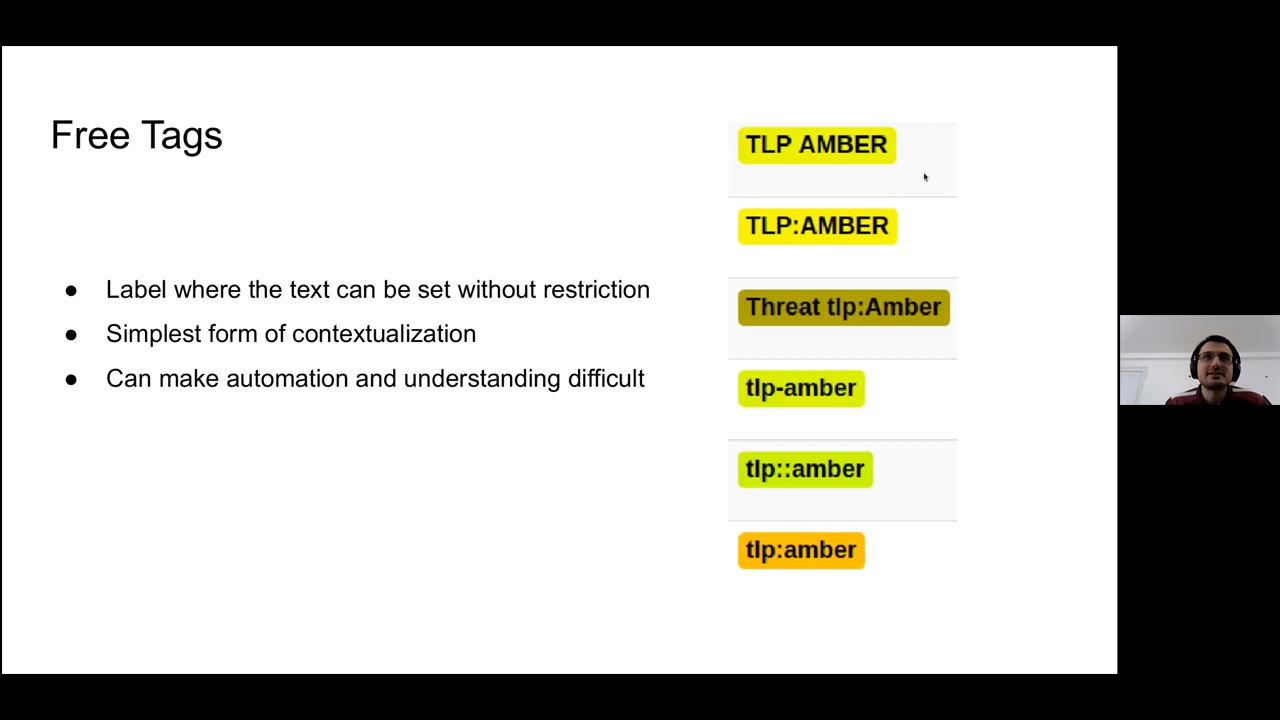 Free Tags
● Label where the text can be set without restriction
● Simplest form of contextualization
● Can make automation and understanding difficult
TLP AMBER
TLP:AMBER
Threat tlp:Amber
tlp-amber
tlp::amber
tlp:amber